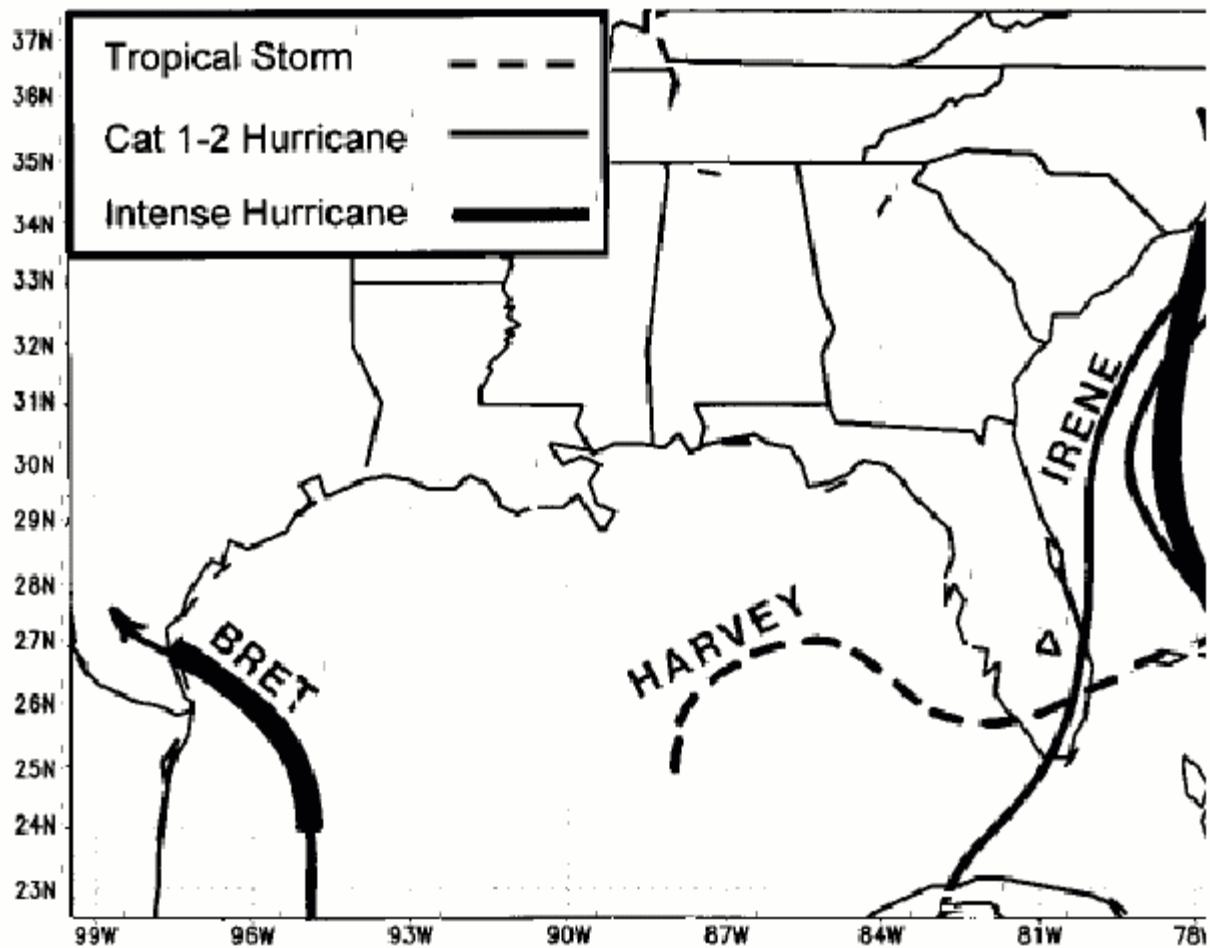 Tropical Storm
Cat 1-2 Hurricane
Intense Hurricane
37N
36N
35N
34N
33N
32N
31N
30N
29N
28N
27N
26N
25N
24N
23N
IRENE
HARVEY
BRET
99W 96W 93W 90W 87W 84W 81W 78W